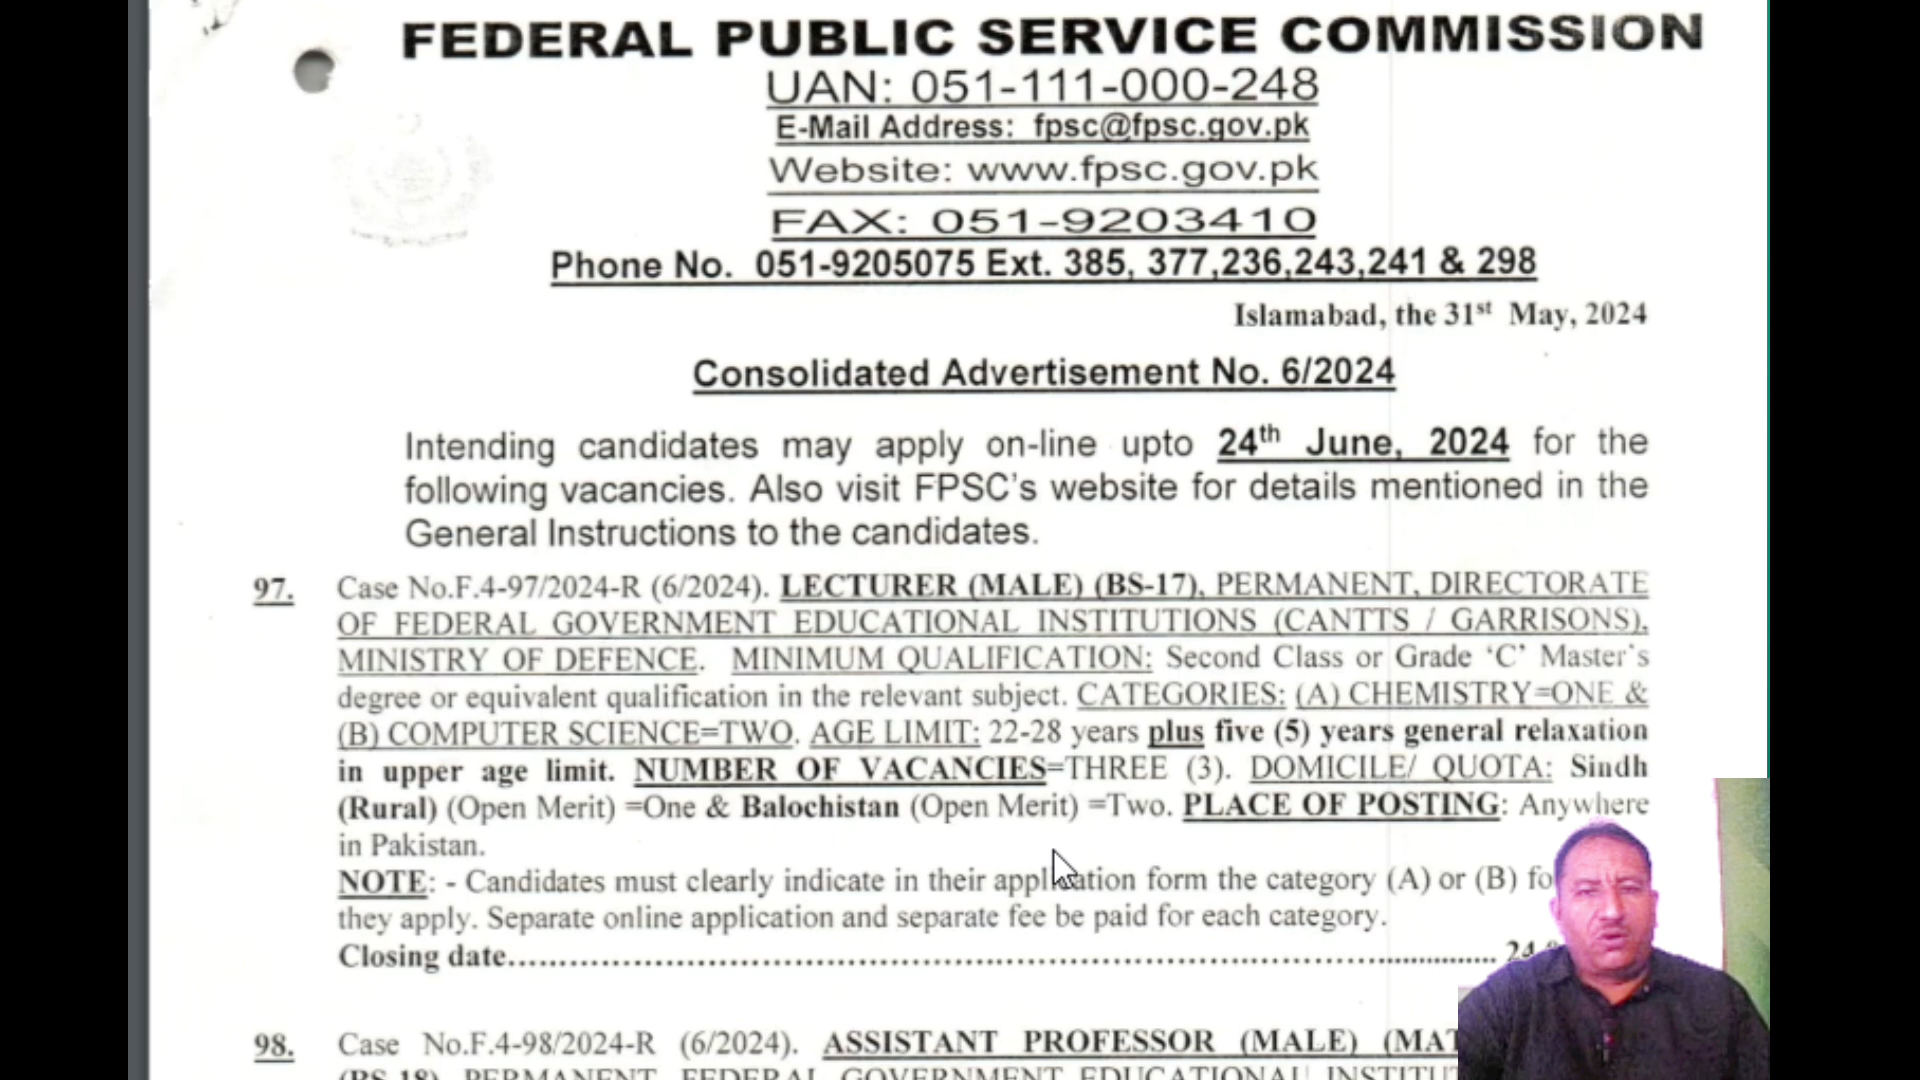 FEDERAL PUBLIC SERVICE COMMISSION
UAN: 051-111-000-248
E-Mail Address: fpsc@fpsc.gov.pk
Website: www.fpsc.gov.pk
FAX: 051-9203410
Phone No. 051-9205075 Ext. 385, 377,236,243,241 & 298
Islamabad, the 31st May, 2024
Consolidated Advertisement No. 6/2024
Intending candidates may apply on-line upto 24th June, 2024 for the
following vacancies. Also visit FPSC's website for details mentioned in the
General Instructions to the candidates.
97. Case No.F.4-97/2024-R (6/2024). LECTURER (MALE) (BS-17), PERMANENT, DIRECTORATE
OF FEDERAL GOVERNMENT EDUCATIONAL INSTITUTIONS (CANTTS / GARRISONS),
MINISTRY OF DEFENCE. MINIMUM QUALIFICATION: Second Class or Grade 'C' Master's
degree or equivalent qualification in the relevant subject. CATEGORIES: (A) CHEMISTRY=ONE &
(B) COMPUTER SCIENCE=TWO. AGE LIMIT: 22-28 years plus five (5) years general relaxation
in upper age limit. NUMBER OF VACANCIES=THREE (3). DOMICILE/ QUOTA: Sindh
(Rural) (Open Merit) =One & Balochistan (Open Merit) =Two. PLACE OF POSTING: Anywhere
in Pakistan.
NOTE: - Candidates must clearly indicate in their application form the category (A) or (B) fo
they apply. Separate online application and separate fee be paid for each category.
Closing date.......................................................................................... 24
98. Case No.F.4-98/2024-R (6/2024). ASSISTANT PROFESSOR (MALE) (MAT
(BS-18), PERMANENT, FEDERAL GOVERNMENT EDUCATIONAL INSTITUT